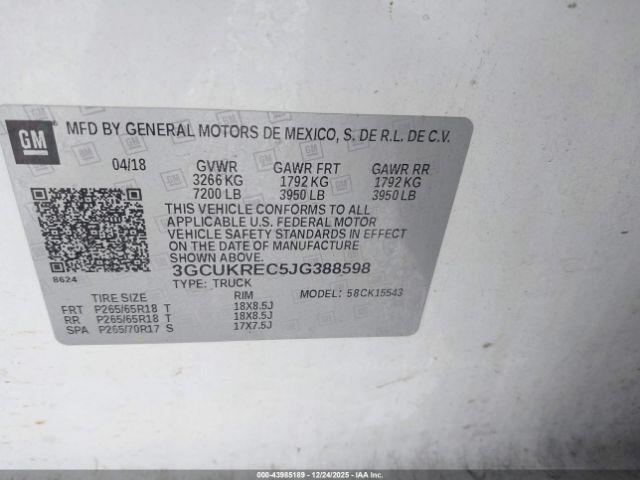 GM
MFD BY GENERAL MOTORS DE MEXICO, S. DE R.L. DE C.V.
04/18 GVWR GAWR FRT GAWR RR
3266 KG 1792 KG 1792 KG
7200 LB 3950 LB 3950 LB
THIS VEHICLE CONFORMS TO ALL
APPLICABLE U.S. FEDERAL MOTOR
VEHICLE SAFETY STANDARDS IN EFFECT
ON THE DATE OF MANUFACTURE
SHOWN ABOVE.
8624 3GCUKREC5JG388598
TYPE: TRUCK
TIRE SIZE RIM MODEL: 58CK15543
FRT P265/65R18 T 18X8.5J
RR P265/65R18 T 18X8.5J
SPA P265/70R17 S 17X7.5J
000-43985189 • 12/24/2025 • IAA Inc.